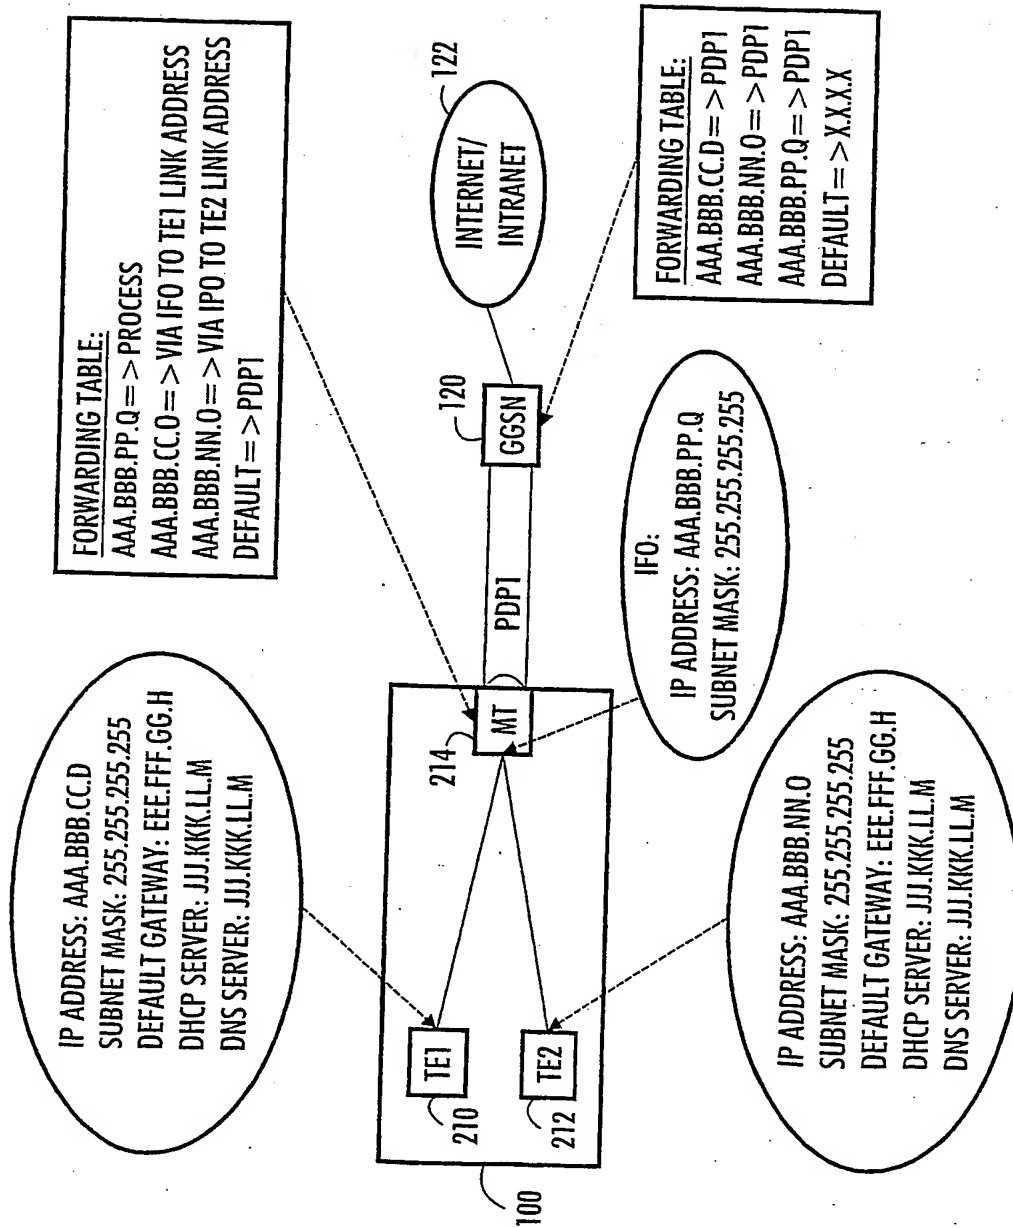 IP ADDRESS: AAA.BBB.CC.D
SUBNET MASK: 255.255.255.255
DEFAULT GATEWAY: EEE.FFF.GG.H
DHCP SERVER: JJJ.KKK.LL.M
DNS SERVER: JJJ.KKK.LL.M
FORWARDING TABLE:
AAA.BBB.PP.Q=>PROCESS
AAA.BBB.CC.O=>VIA IFO TO TE1 LINK ADDRESS
AAA.BBB.NN.O=>VIA IPO TO TE2 LINK ADDRESS
DEFAULT=>PDP1
100
TE1
210
TE2
212
214
MT
PDP1
120
GGSN
122
INTERNET/
INTRANET
IP ADDRESS: AAA.BBB.NN.O
SUBNET MASK: 255.255.255.255
DEFAULT GATEWAY: EEE.FFF.GG.H
DHCP SERVER: JJJ.KKK.LL.M
DNS SERVER: JJJ.KKK.LL.M
IFO:
IP ADDRESS: AAA.BBB.PP.Q
SUBNET MASK: 255.255.255.255
FORWARDING TABLE:
AAA.BBB.CC.D=>PDP1
AAA.BBB.NN.O=>PDP1
AAA.BBB.PP.Q=>PDP1
DEFAULT=>X.X.X.X